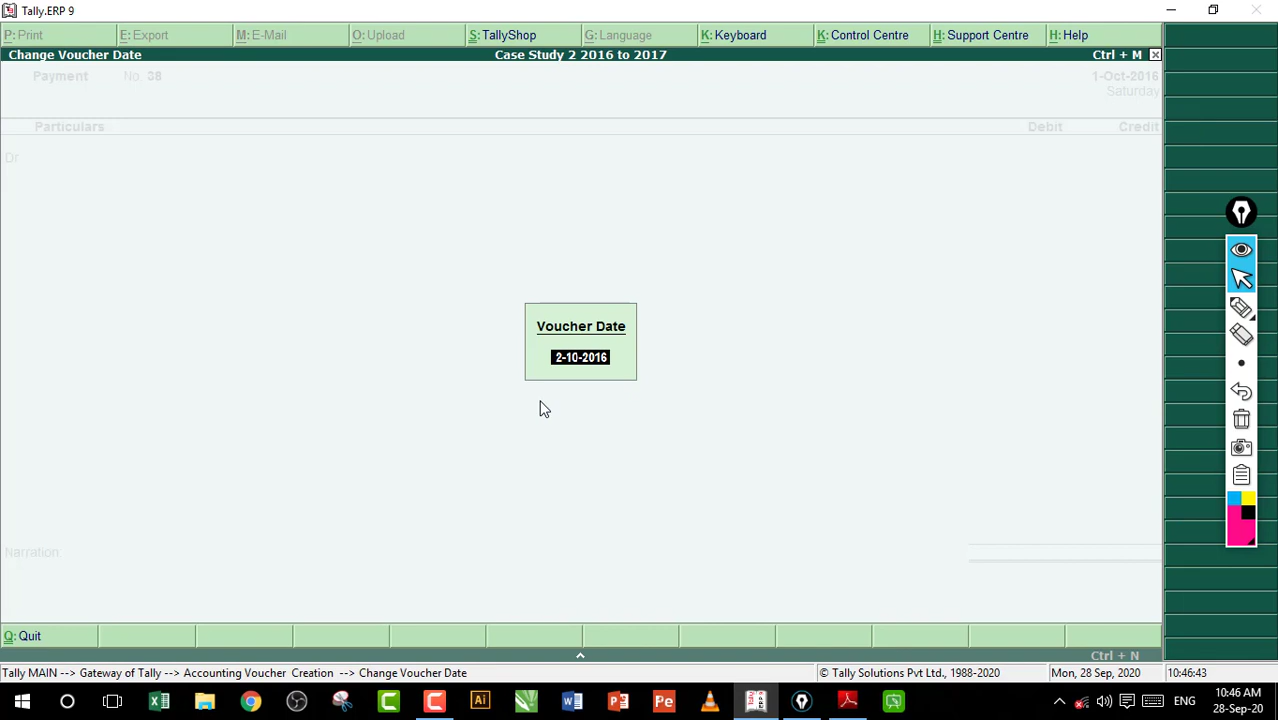 Tally.ERP 9
P: Print E: Export M: E-Mail O: Upload S: TallyShop G: Language K: Keyboard K: Control Centre H: Support Centre H: Help
Change Voucher Date Case Study 2 2016 to 2017 Ctrl + M
Payment No. 38 1-Oct-2016
Saturday
Particulars Debit Credit
Dr
Voucher Date
2-10-2016
Narration
Q: Quit
Ctrl + N
Tally MAIN --> Gateway of Tally --> Accounting Voucher Creation --> Change Voucher Date © Tally Solutions Pvt Ltd., 1988-2020 Mon, 28 Sep, 2020 10:46:43
Ai Pe ENG 10:46 AM
28-Sep-20